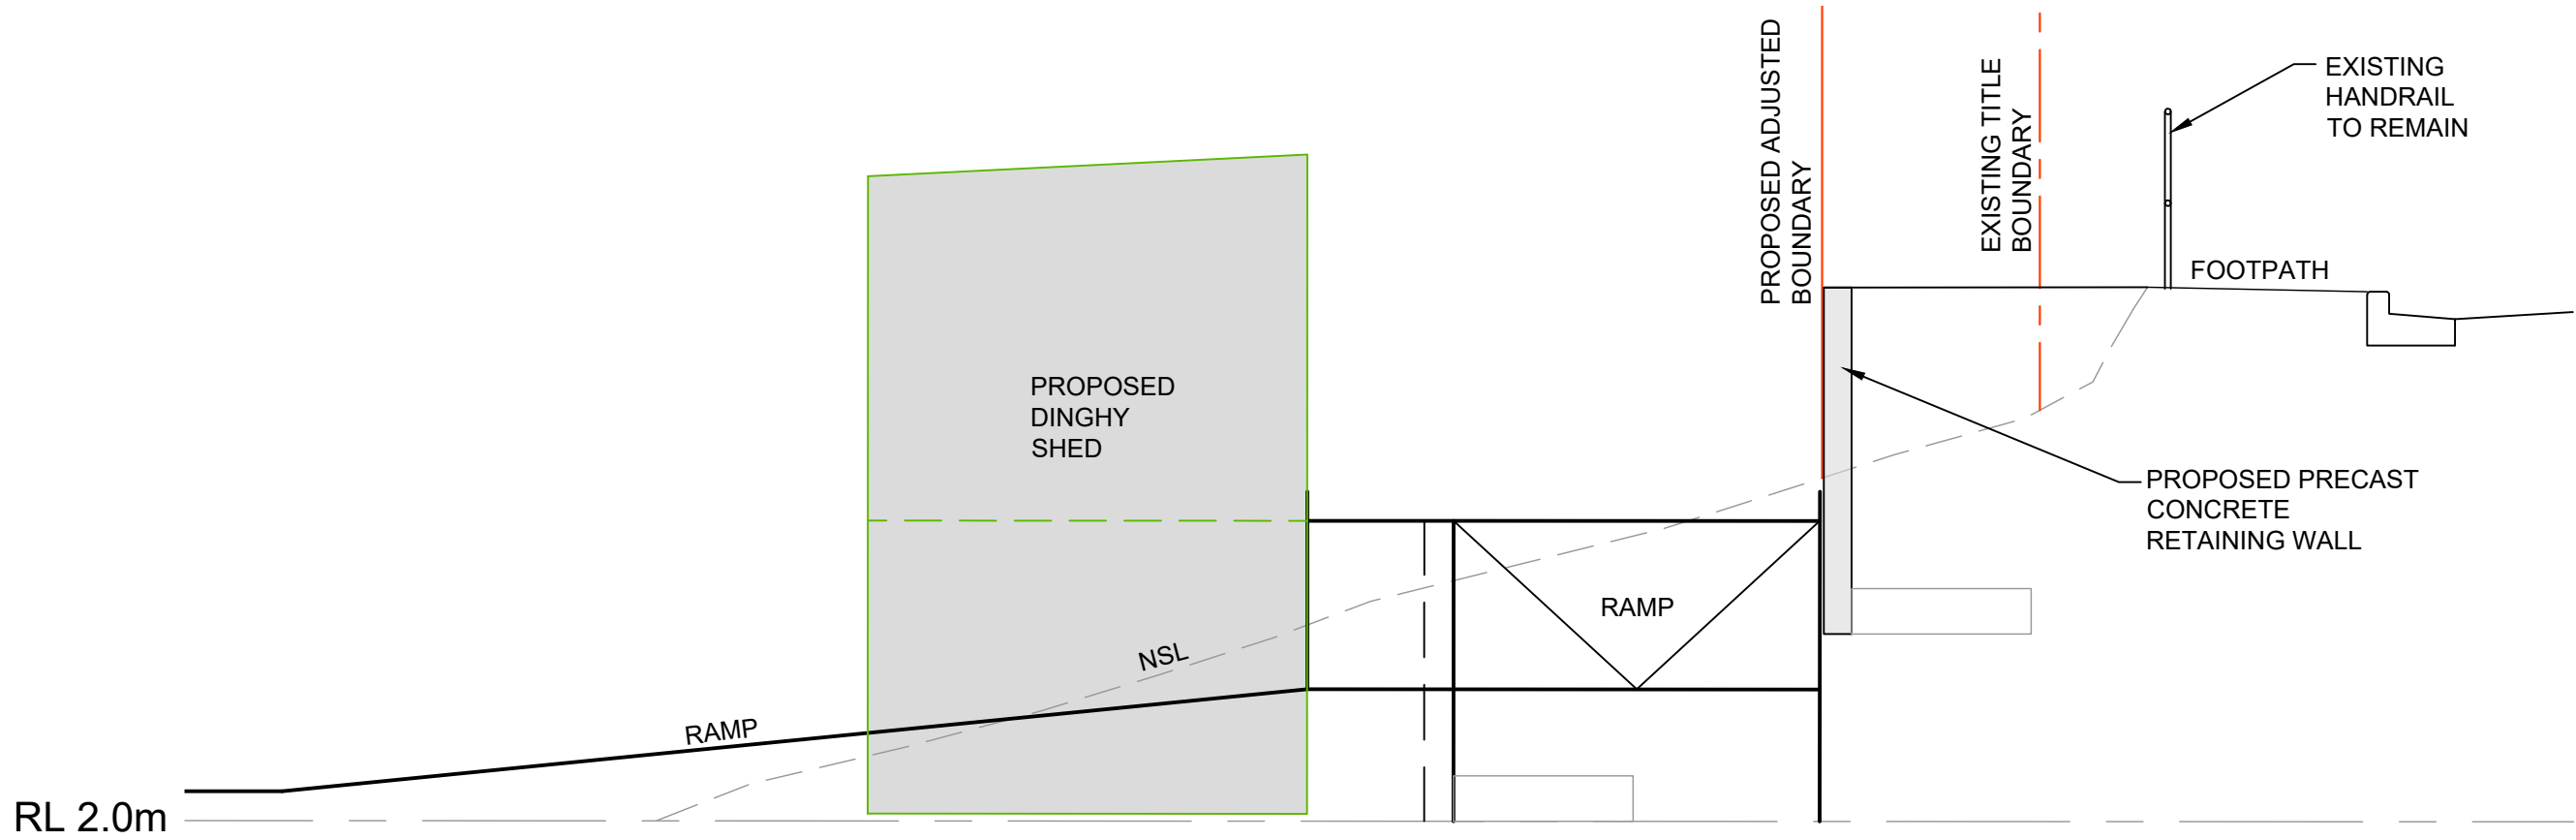 PROPOSED ADJUSTED
BOUNDARY
EXISTING TITLE
BOUNDARY
EXISTING
HANDRAIL
TO REMAIN
FOOTPATH
PROPOSED
DINGHY
SHED
PROPOSED PRECAST
CONCRETE
RETAINING WALL
RAMP
NSL
RAMP
RL 2.0m